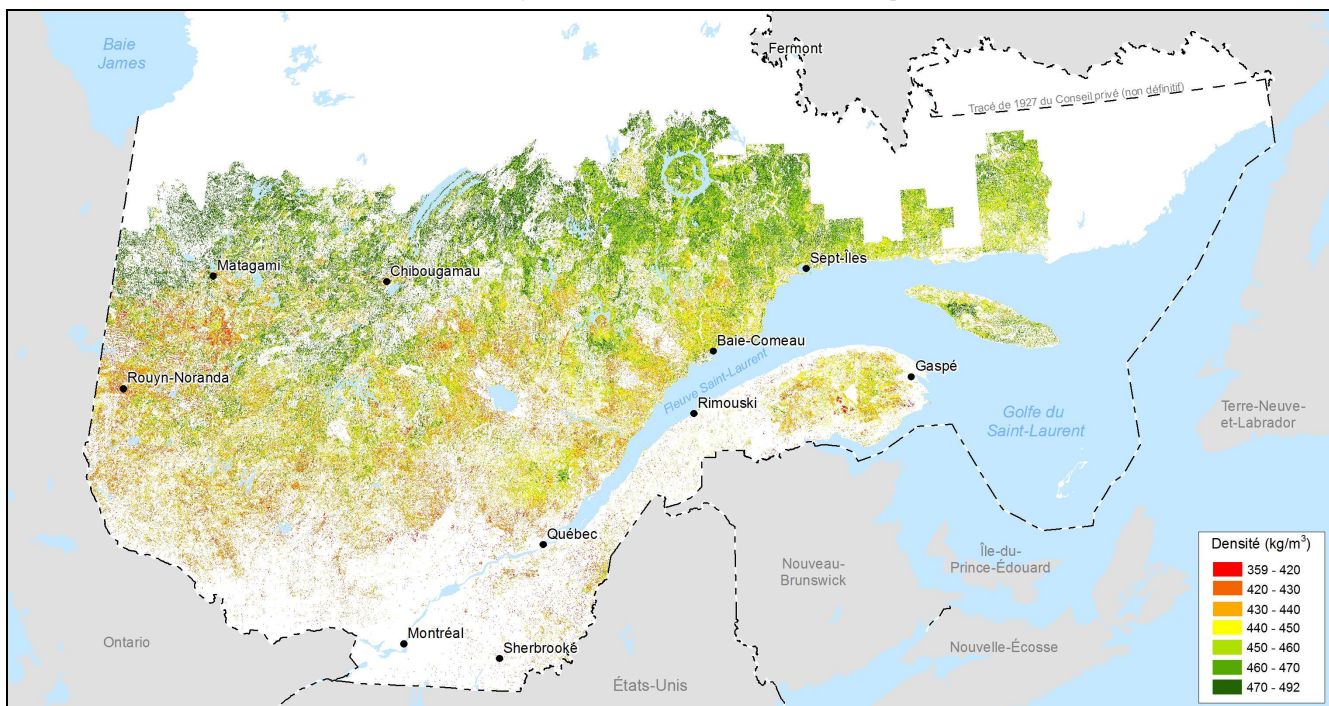 Baie
James
Fermont
Tracé de 1927 du Conseil privé (non définitif)
Matagami
Chibougamau
Sept-Îles
Baie-Comeau
Rouyn-Noranda
Fleuve Saint-Laurent
Gaspé
Rimouski
Golfe du
Saint-Laurent
Terre-Neuve-
et-Labrador
Québec
Nouveau-
Brunswick
Île-du-
Prince-Édouard
Ontario
Montréal
Sherbrooke
Nouvelle-Écosse
États-Unis
Densité (kg/m³)
359 - 420
420 - 430
430 - 440
440 - 450
450 - 460
460 - 470
470 - 492